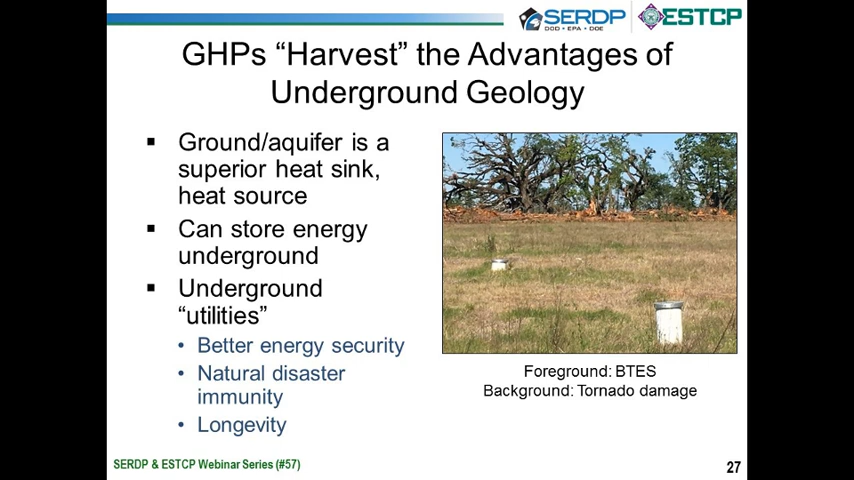 SERDP
DOD • EPA • DOE
ESTCP
GHPs “Harvest” the Advantages of
Underground Geology
▪ Ground/aquifer is a
superior heat sink,
heat source
▪ Can store energy
underground
▪ Underground
“utilities”
• Better energy security
• Natural disaster
immunity
• Longevity
Foreground: BTES
Background: Tornado damage
SERDP & ESTCP Webinar Series (#57)
27